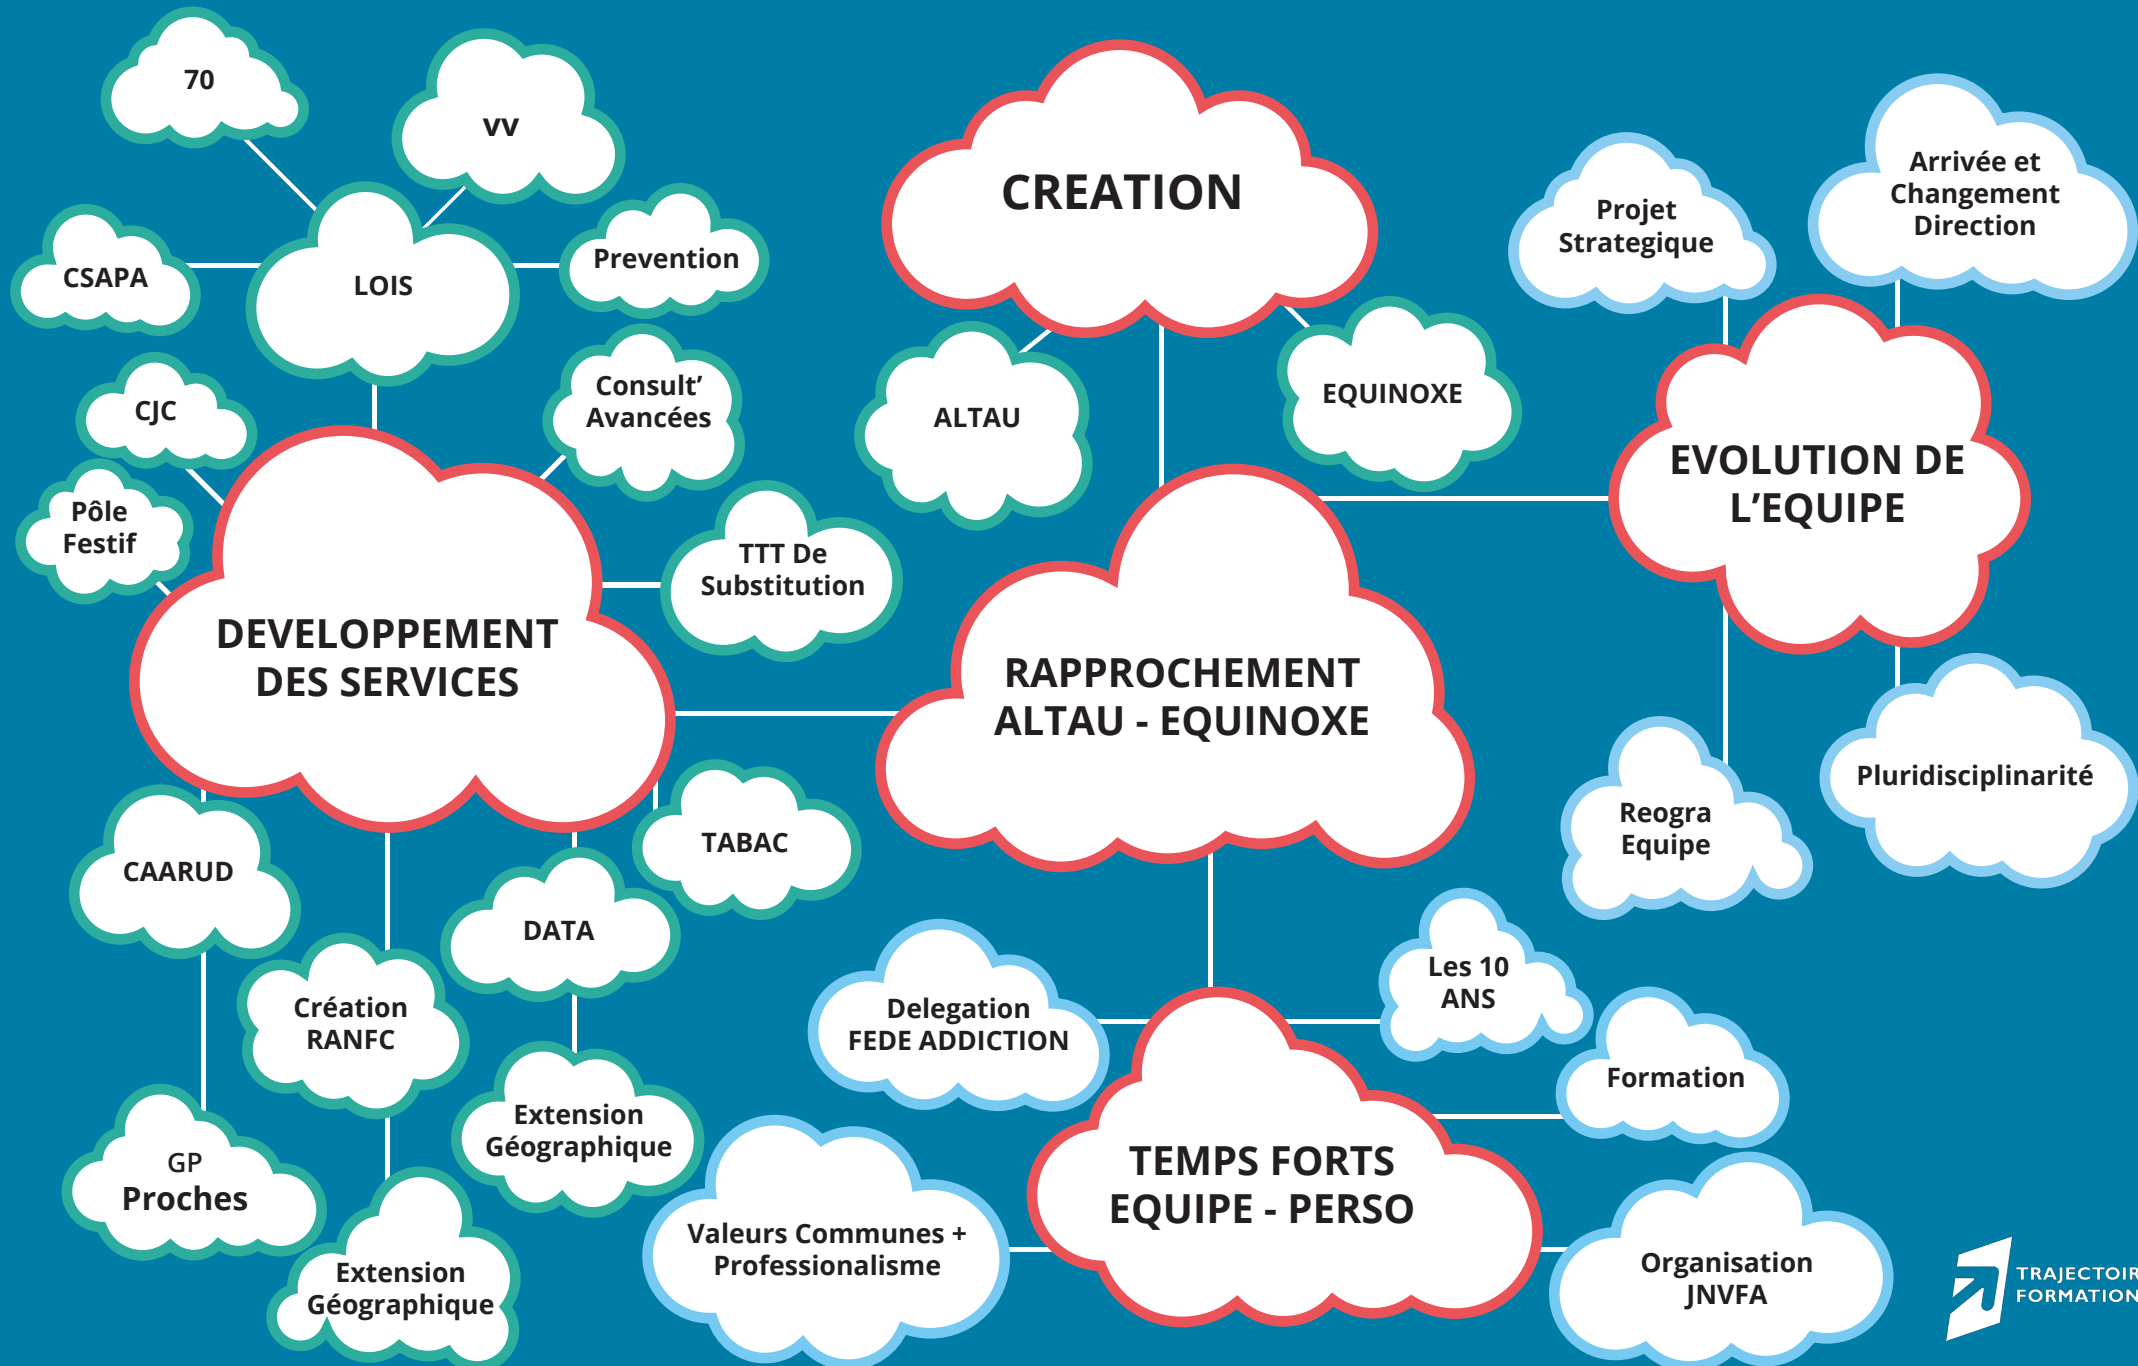 70
VV
CSAPA
LOIS
Prevention
CJC
Consult’
Avancées
Pôle
Festif
TTT De
Substitution
DEVELOPPEMENT
DES SERVICES
CAARUD
TABAC
DATA
Création
RANFC
Extension
Géographique
GP
Proches
Extension
Géographique
CREATION
ALTAU
EQUINOXE
RAPPROCHEMENT
ALTAU - EQUINOXE
Projet
Strategique
Arrivée et
Changement
Direction
EVOLUTION DE
L’EQUIPE
Reogra
Equipe
Pluridisciplinarité
Delegation
FEDE ADDICTION
Les 10
ANS
Formation
TEMPS FORTS
EQUIPE - PERSO
Valeurs Communes +
Professionalisme
Organisation
JNVFA
TRAJECTOIR
FORMATION